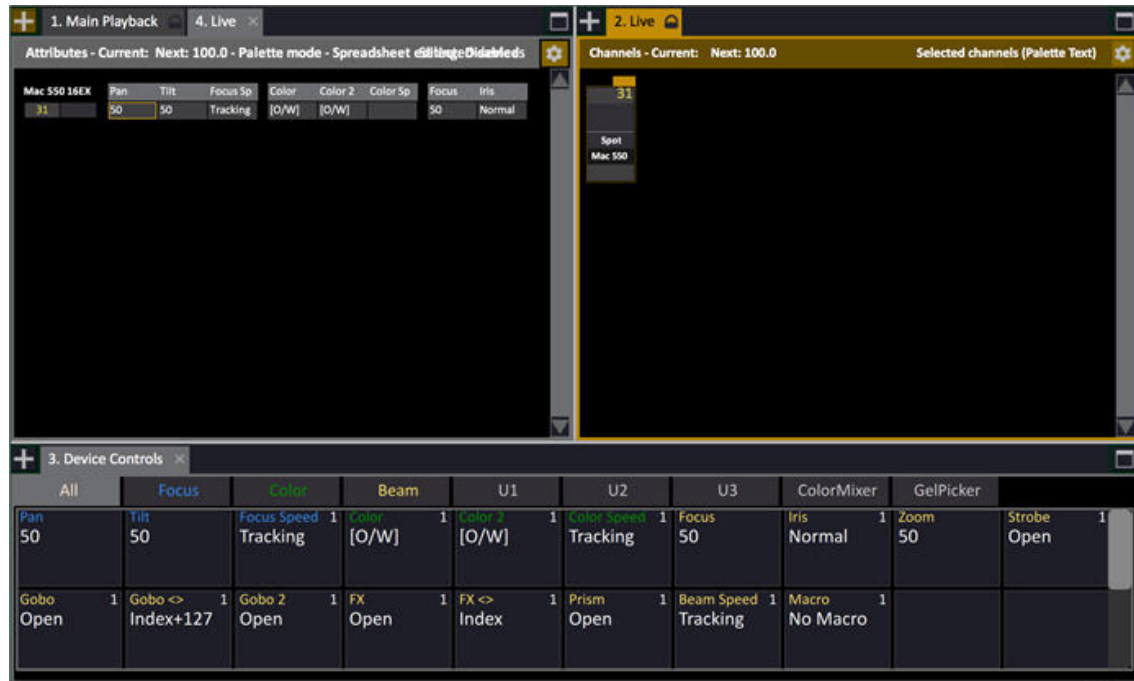 1. Main Playback
4. Live
2. Live
Attributes - Current: Next: 100.0 - Palette mode - Spreadsheet
Channels - Current: Next: 100.0
Selected channels (Palette Text)
Mac 550 16EX Pan Tilt Focus Sp Color Color 2 Color Sp Focus Iris
31 50 50 Tracking [O/W] [O/W] 50 Normal
31
Spot
Mac 550
3. Device Controls
All Focus Color Beam U1 U2 U3 ColorMixer GelPicker
Pan Tilt Focus Speed 1 Color 1 Color 2 1 Color Speed 1 Focus Iris 1 Zoom Strobe 1
50 50 Tracking [O/W] [O/W] Tracking 50 Normal 50 Open
Gobo 1 Gobo <> 1 Gobo 2 1 FX 1 FX <> 1 Prism 1 Beam Speed 1 Macro 1
Open Index+127 Open Open Index Open Tracking No Macro